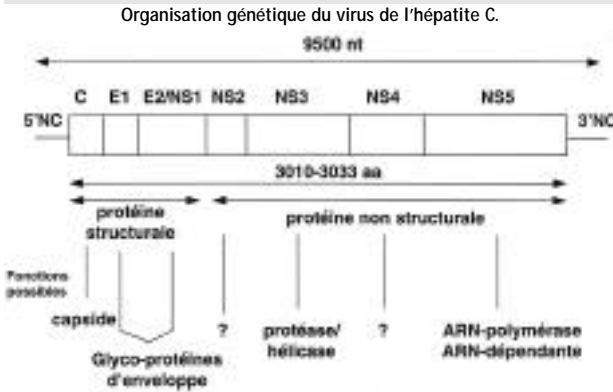 Organisation génétique du virus de l'hépatite C.
9500 nt
C E1 E2/NS1 NS2 NS3 NS4 NS5
5'NC 3'NC
3010-3033 aa
protéine structurale
protéine non structurale
Fonctions possibles
capside
Glyco-protéines d'enveloppe
?
protéase/ hélicase
?
ARN-polymérase
ARN-dépendante